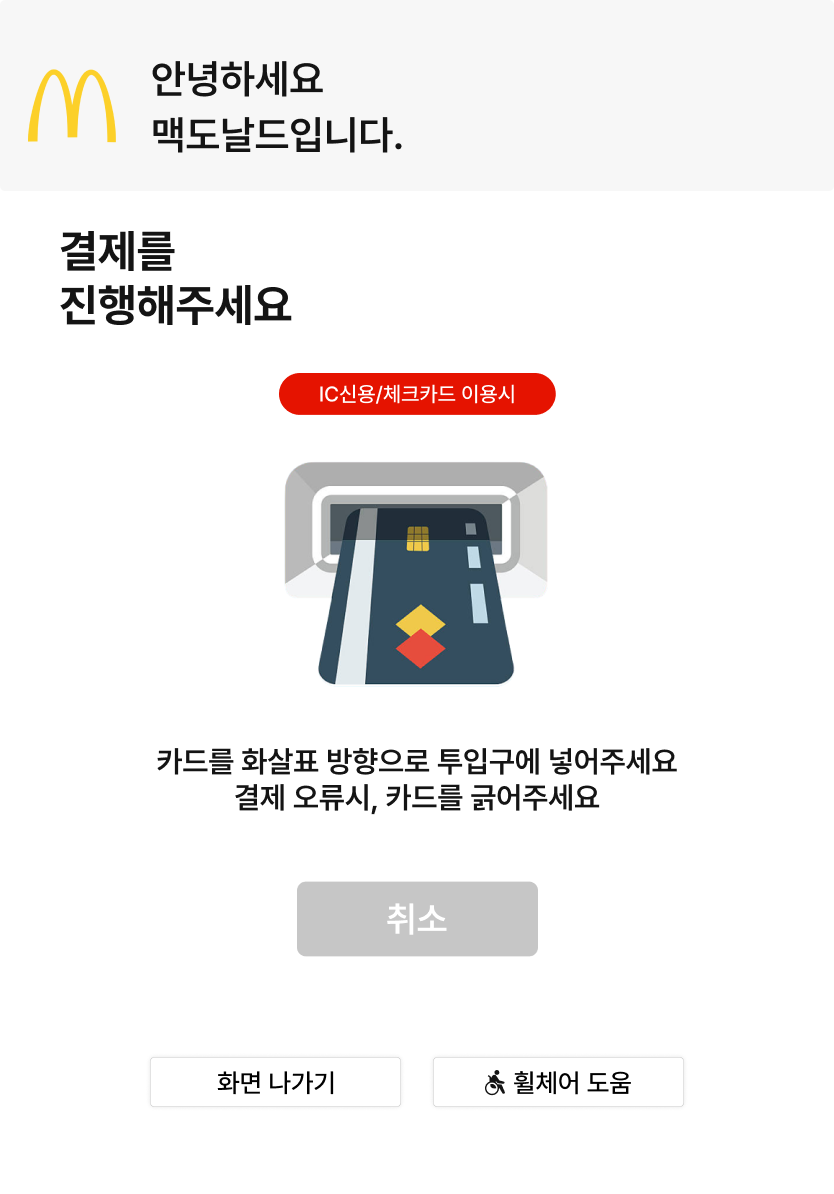 안녕하세요
맥도날드입니다.
결제를
진행해주세요
IC신용/체크카드 이용시
카드를 화살표 방향으로 투입구에 넣어주세요
결제 오류시, 카드를 긁어주세요
취소
화면 나가기
휠체어 도움